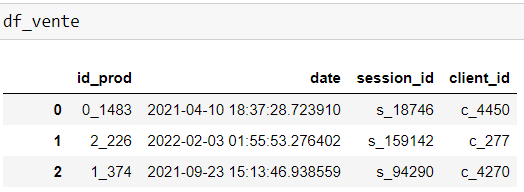 df_vente
id_prod date session_id client_id
0 0_1483 2021-04-10 18:37:28.723910 s_18746 c_4450
1 2_226 2022-02-03 01:55:53.276402 s_159142 c_277
2 1_374 2021-09-23 15:13:46.938559 s_94290 c_4270